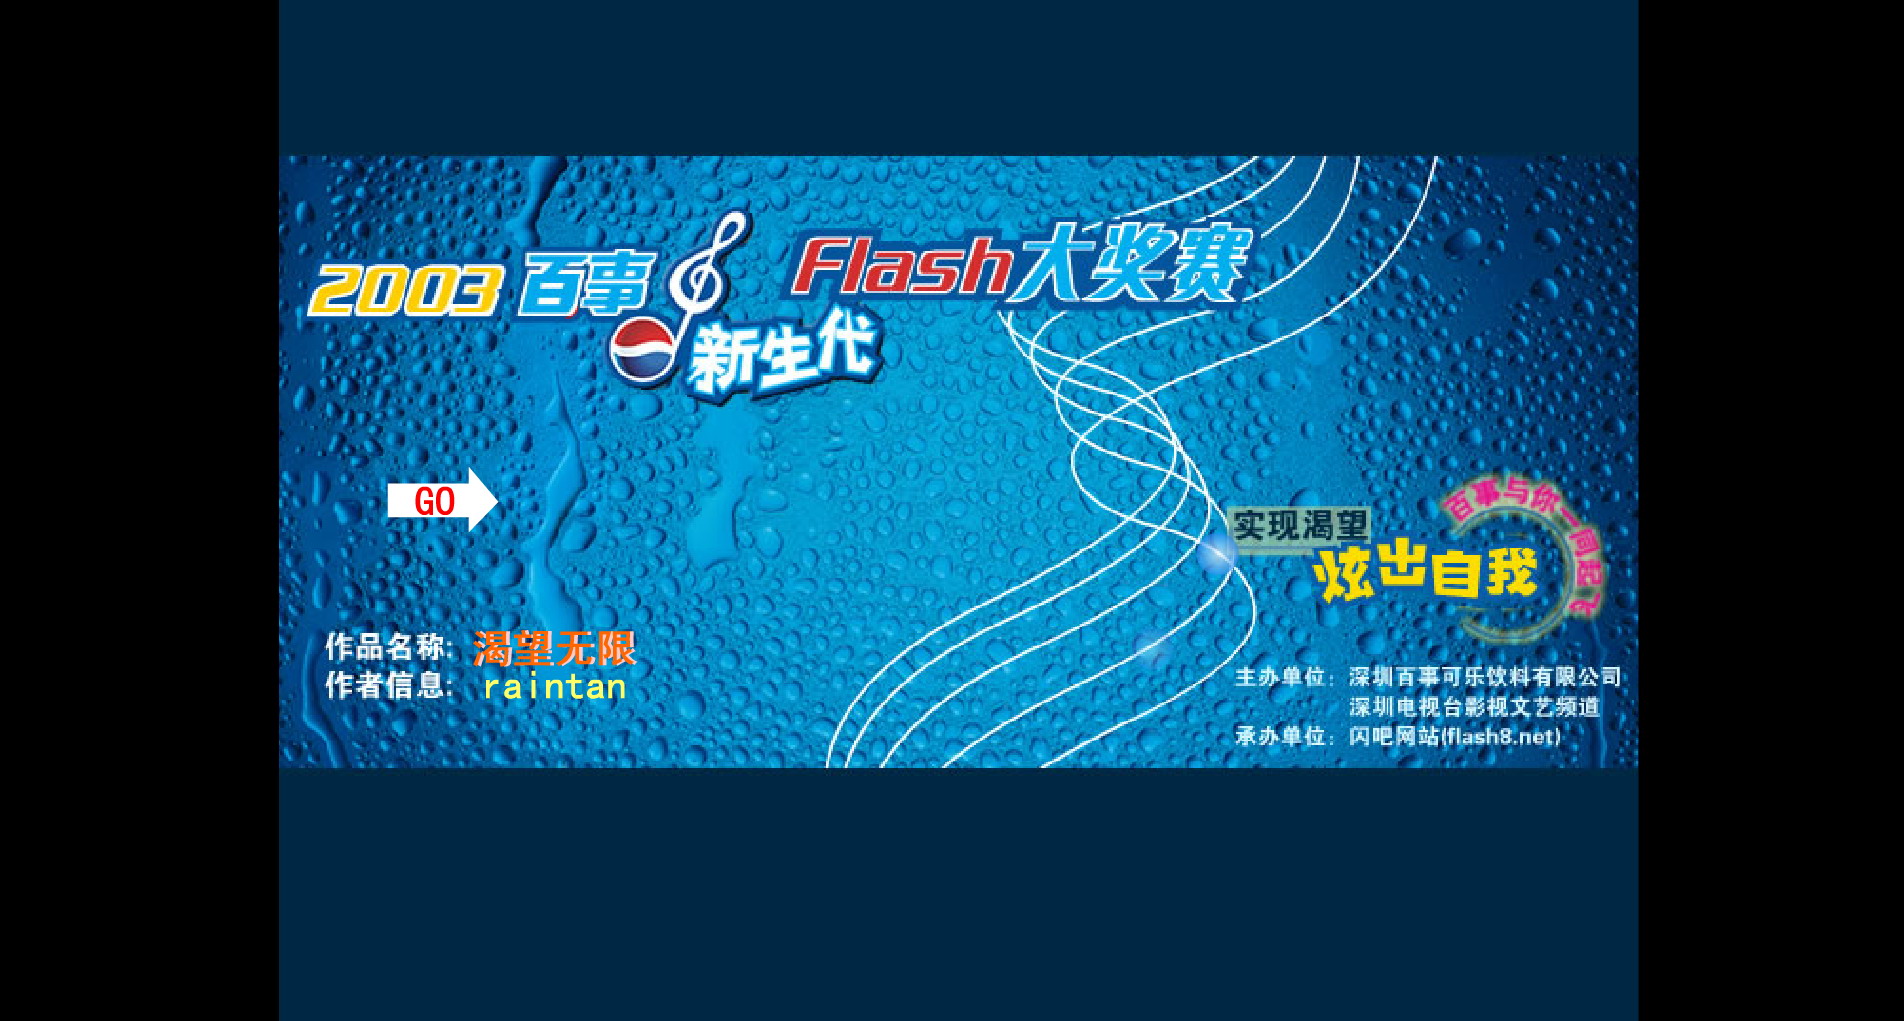 2003 百事 Flash大奖赛
新生代
GO
百事与你一同起飞
实现渴望
炫出自我
作品名称: 渴望无限
作者信息: raintan
主办单位: 深圳百事可乐饮料有限公司
深圳电视台影视文艺频道
承办单位: 闪吧网站(flash8.net)